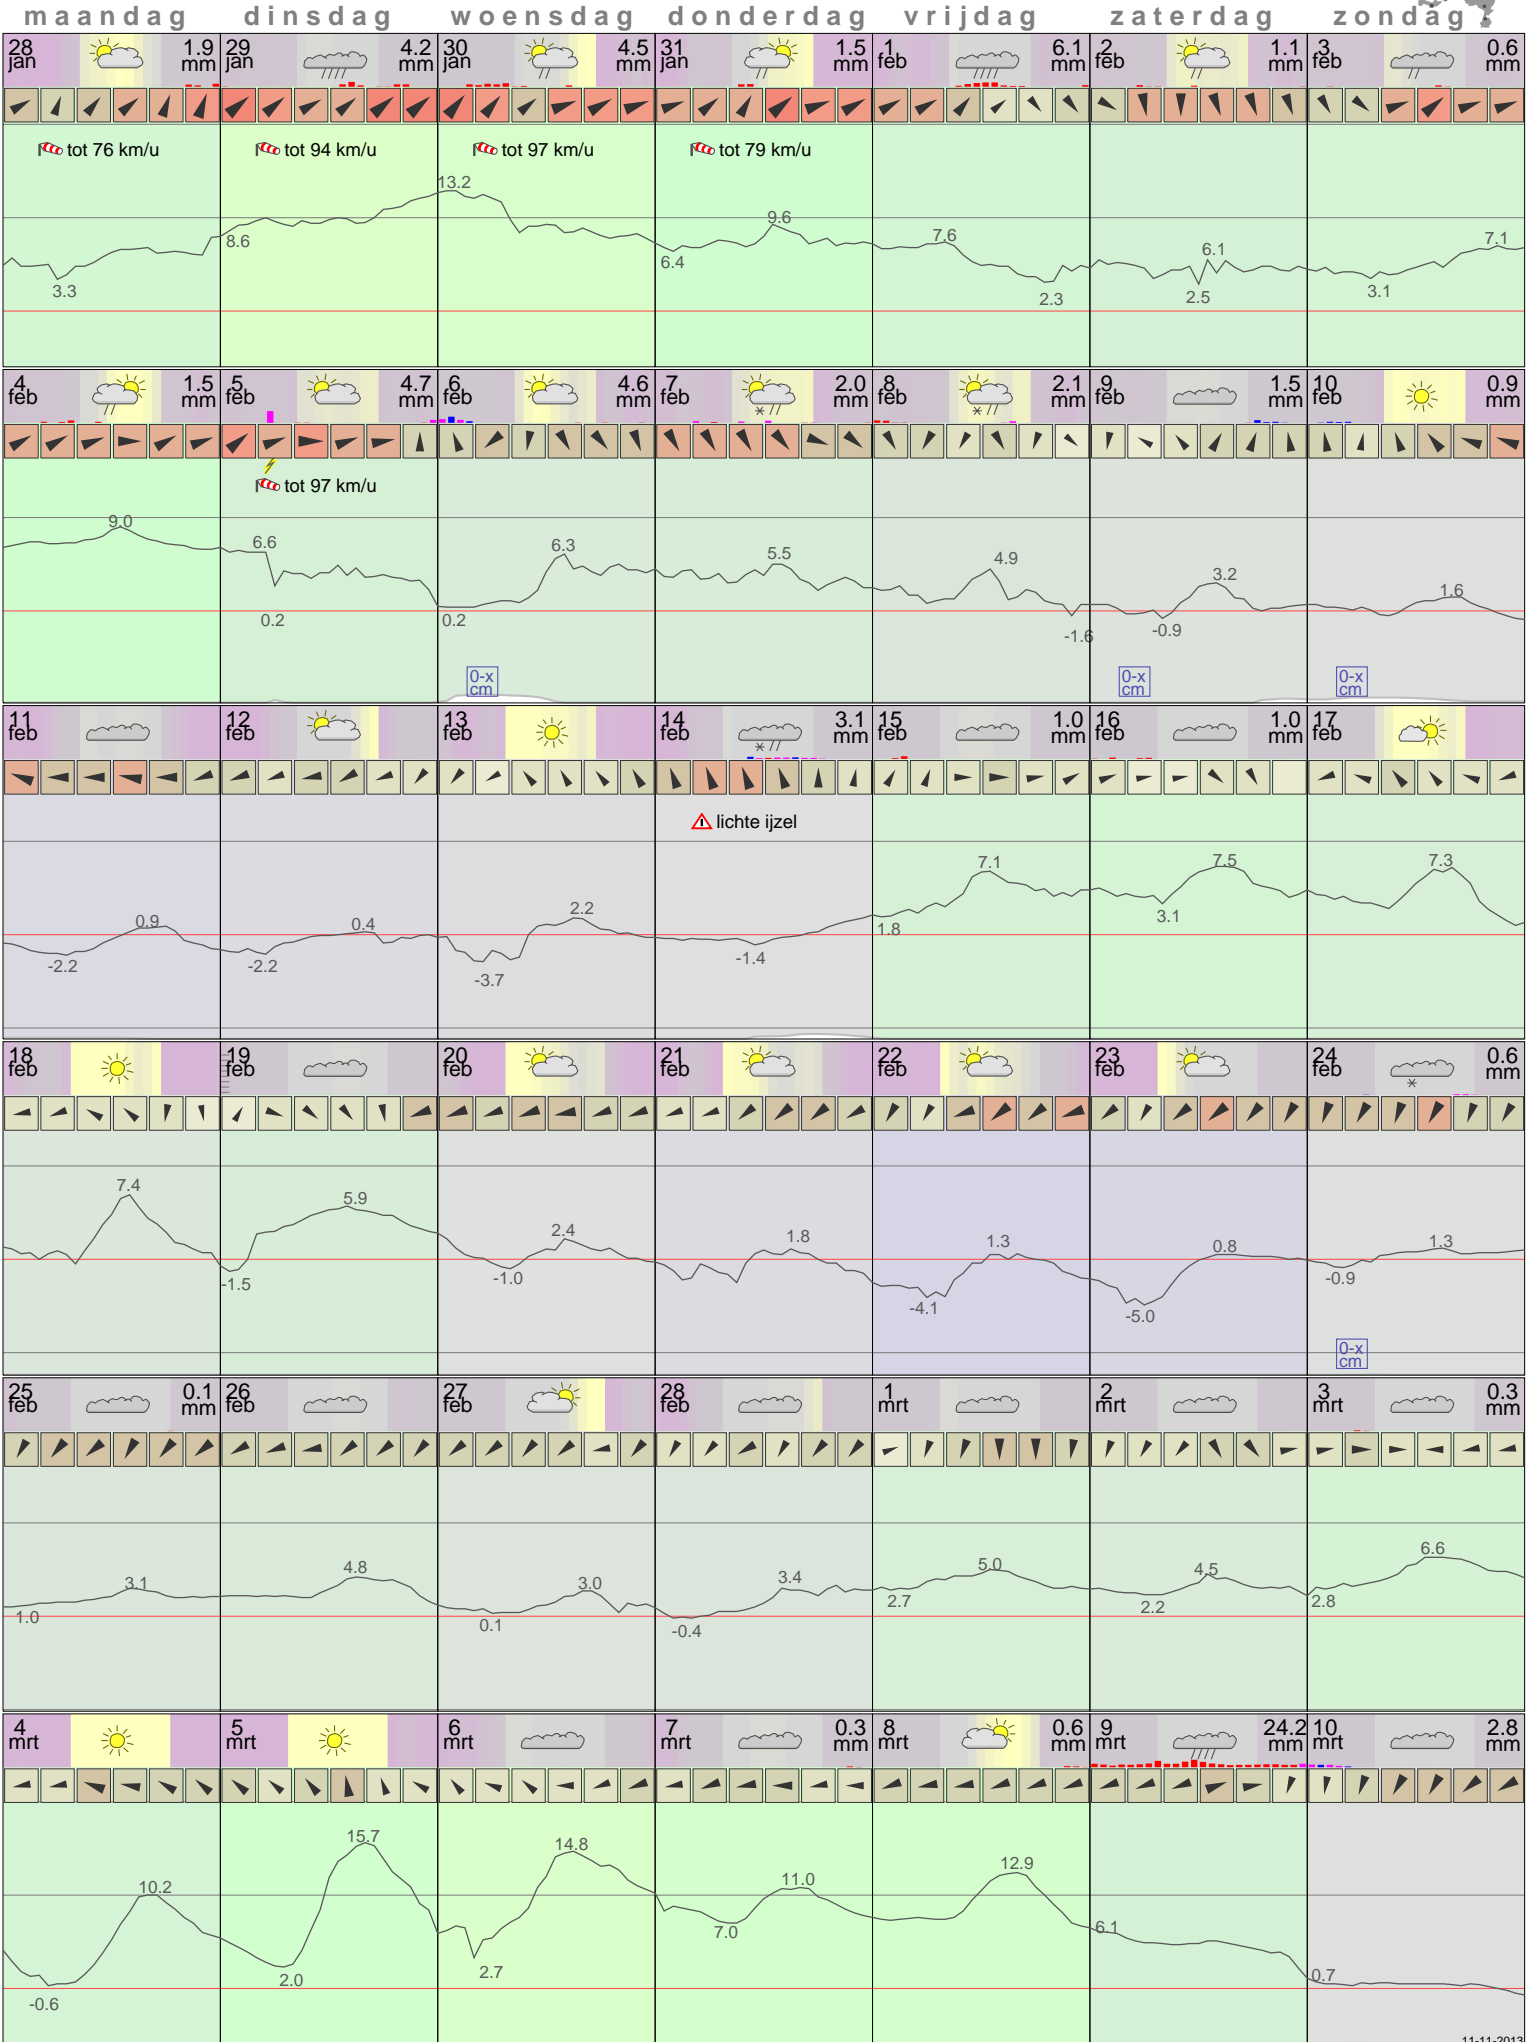 maandag dinsdag woensdag donderdag vrijdag zaterdag zondag
28 1.9 29 4.2 30 4.5 31 1.5 1 6.1 2 1.1 3 0.6
jan mm jan mm jan mm jan mm feb mm feb mm feb mm
tot 76 km/u tot 94 km/u tot 97 km/u tot 79 km/u
13.2
9.6
8.6 7.6 7.1
6.4 6.1
3.3 2.3 2.5 3.1
4 1.5 5 4.7 6 4.6 7 2.0 8 2.1 9 1.5 10 0.9
feb mm feb mm feb mm feb mm feb mm feb mm feb mm
tot 97 km/u
9.0
6.6 6.3 5.5 4.9
3.2 1.6
0.2 0.2 -1.6 -0.9
0-x 0-x 0-x
cm cm cm
11 12 13 14 3.1 15 1.0 16 1.0 17
feb feb feb feb mm feb mm feb mm feb
lichte ijzel
7.1 7.5 7.3
0.9 0.4 2.2 1.8 3.1
-2.2 -2.2 -3.7 -1.4
18 19 20 21 22 23 24 0.6
feb feb feb feb feb feb feb mm
7.4 5.9
2.4 1.8 1.3 0.8 1.3
-1.5 -1.0 -4.1 -5.0 -0.9
0-x
cm
25 0.1 26 27 28 1 2 3 0.3
feb mm feb feb feb mrt mrt mrt mm
3.1 4.8 3.0 3.4 5.0 4.5 6.6
1.0 0.1 -0.4 2.7 2.2 2.8
4 5 6 7 0.3 8 0.6 9 24.2 10 2.8
mrt mrt mrt mrt mm mrt mm mrt mm mrt mm
15.7 14.8
10.2 11.0 12.9
7.0 6.1
-0.6 2.0 2.7 0.7
11-11-2013